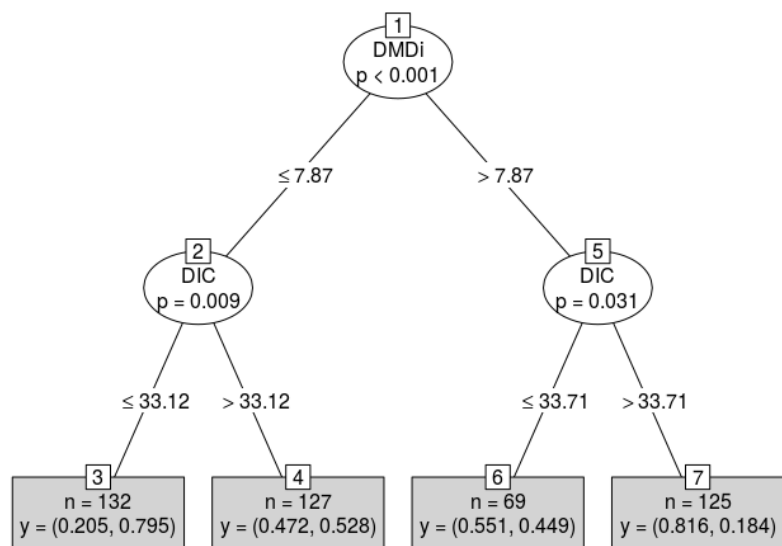 1
DMDi
p < 0.001
≤ 7.87
> 7.87
2
DIC
p = 0.009
5
DIC
p = 0.031
≤ 33.12
> 33.12
≤ 33.71
> 33.71
3
n = 132
y = (0.205, 0.795)
4
n = 127
y = (0.472, 0.528)
6
n = 69
y = (0.551, 0.449)
7
n = 125
y = (0.816, 0.184)